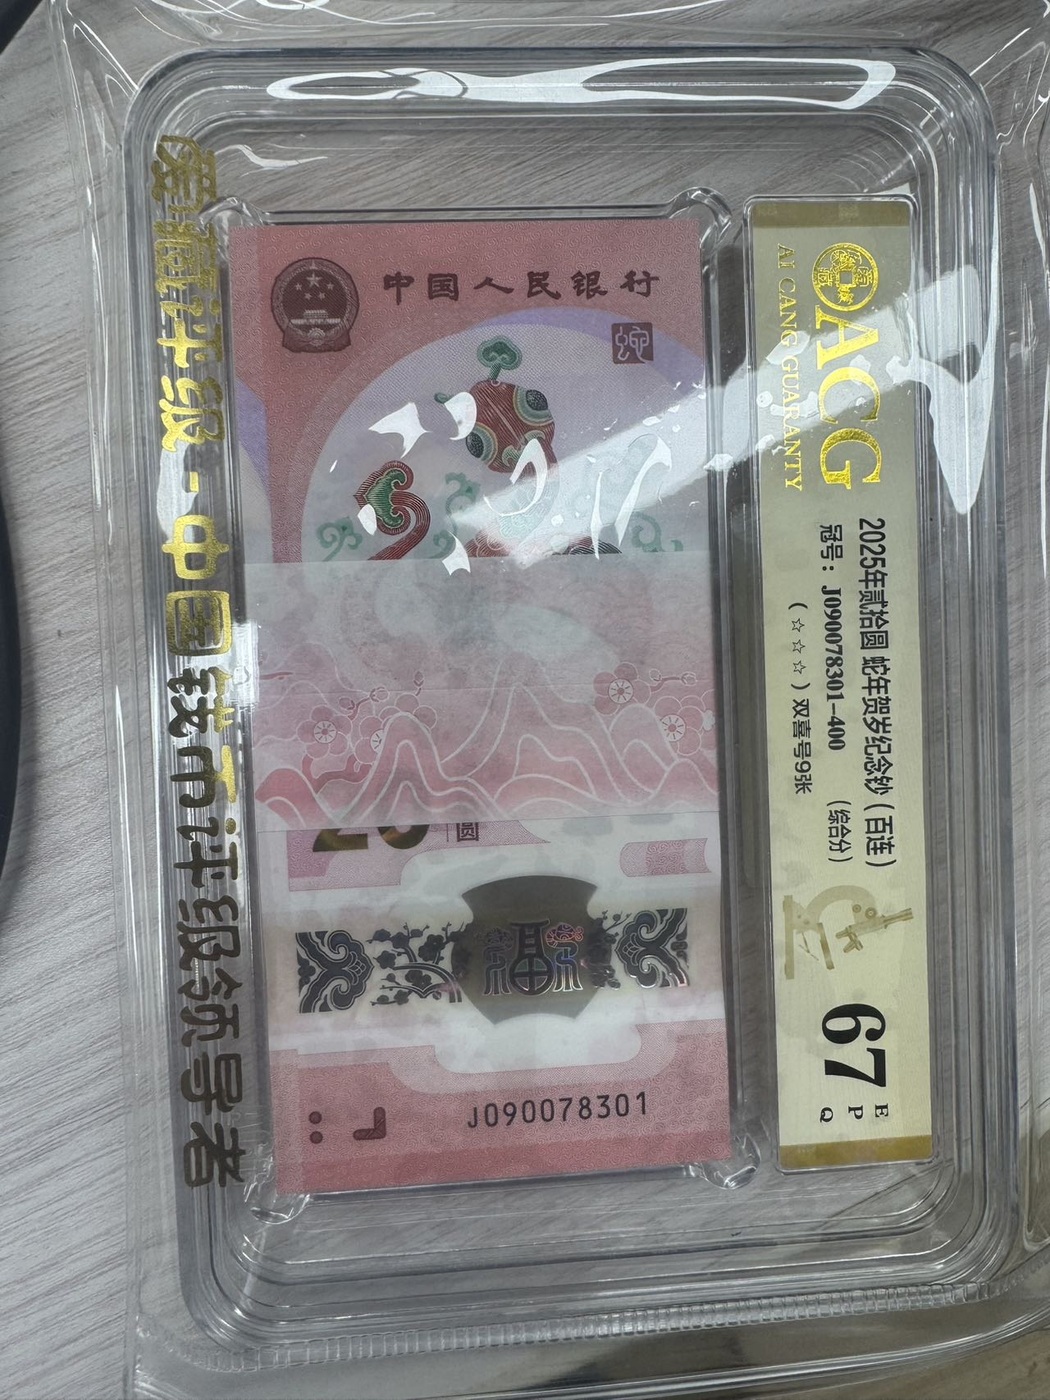 爱藏评级-中国钱币评级领导者
中国人民银行
圆
福
J090078301
ACG
AI CANG GUARANTY
2025年贰拾圆 蛇年贺岁纪念钞（百连）
冠号：J090078301-400 （综合分）
（☆☆☆）双喜号9张
67
E
P
Q